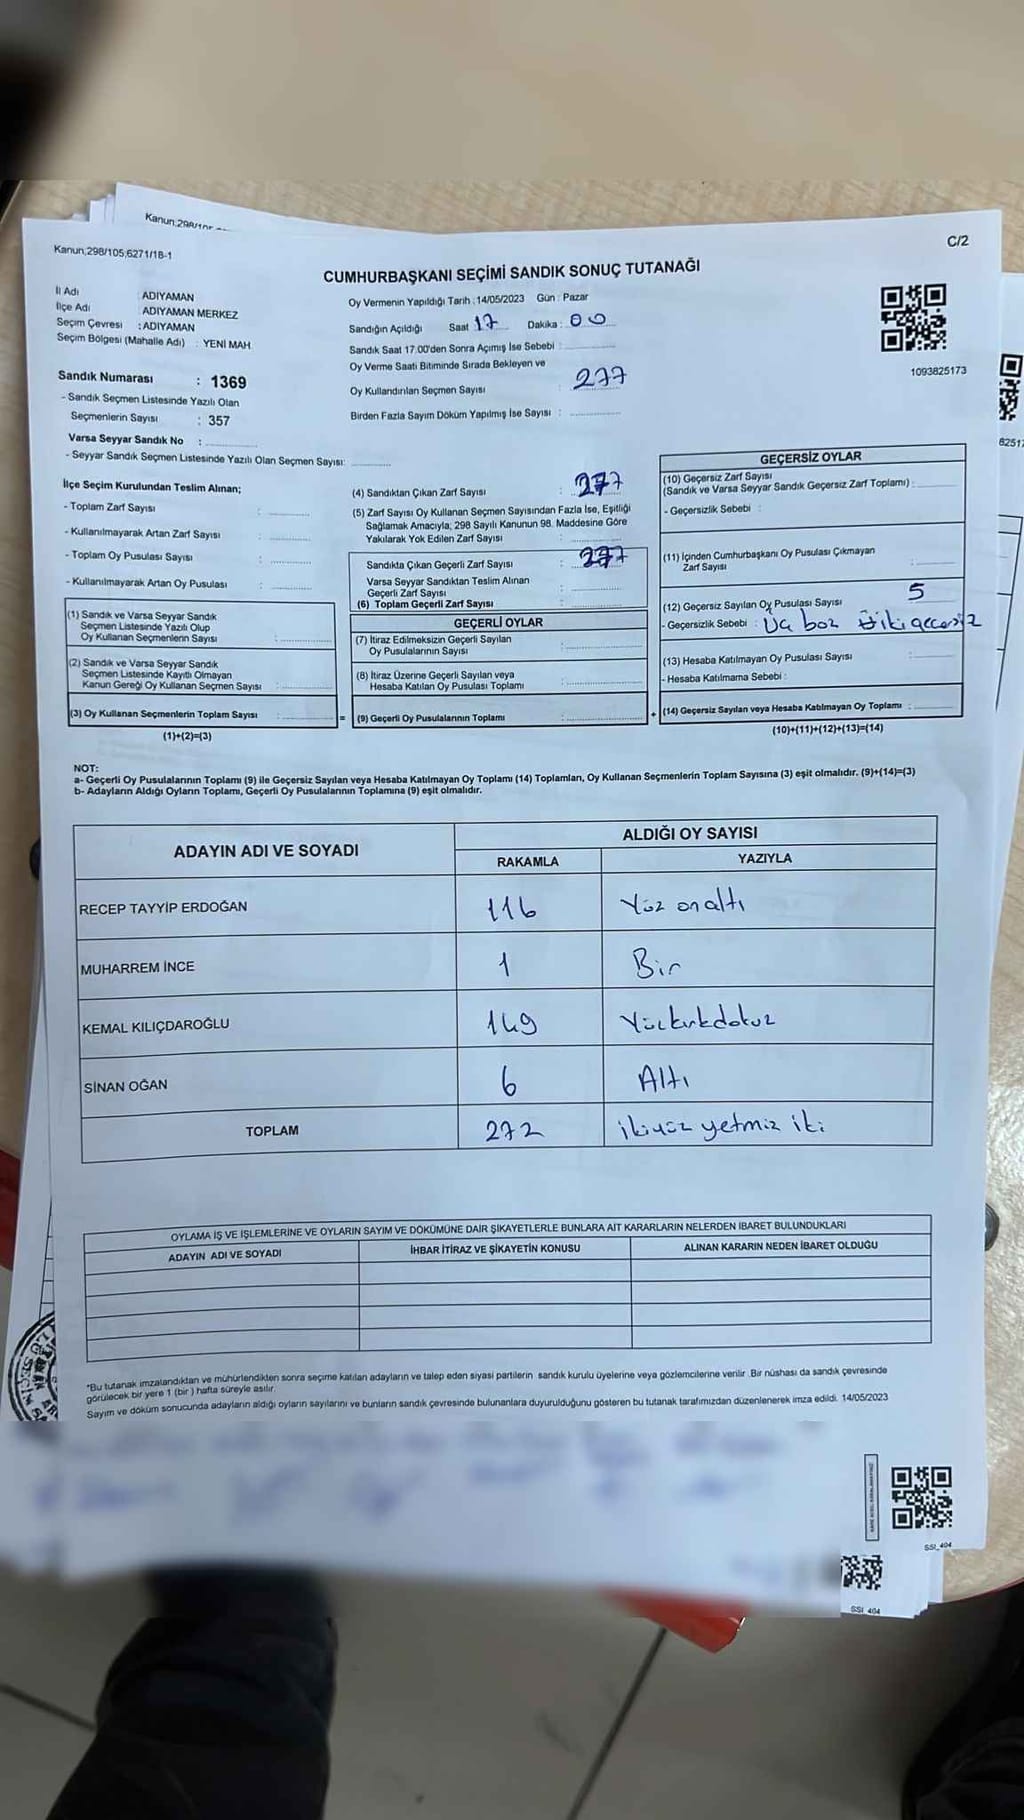 Kanun,298/105
Kanun,298/105,6271/18-1
C/2
CUMHURBAŞKANI SEÇİMİ SANDIK SONUÇ TUTANAĞI
İl Adı : ADIYAMAN
İlçe Adı : ADIYAMAN MERKEZ
Seçim Çevresi : ADIYAMAN
Seçim Bölgesi (Mahalle Adı) : YENİ MAH
Sandık Numarası : 1369
- Sandık Seçmen Listesinde Yazılı Olan
Seçmenlerin Sayısı : 357
Varsa Seyyar Sandık No :
- Seyyar Sandık Seçmen Listesinde Yazılı Olan Seçmen Sayısı:
Oy Vermenin Yapıldığı Tarih : 14/05/2023 Gün : Pazar
Sandığın Açıldığı Saat 17 Dakika : 00
Sandık Saat 17.00'den Sonra Açımış İse Sebebi :
Oy Verme Saati Bitiminde Sırada Bekleyen ve
Oy Kullandırılan Seçmen Sayısı : 277
Birden Fazla Sayım Döküm Yapılmış İse Sayısı :
1093825173
İlçe Seçim Kurulundan Teslim Alınan;
- Toplam Zarf Sayısı :
- Kullanılmayarak Artan Zarf Sayısı :
- Toplam Oy Pusulası Sayısı :
- Kullanılmayarak Artan Oy Pusulası :
(1) Sandık ve Varsa Seyyar Sandık
Seçmen Listesinde Yazılı Olup
Oy Kullanan Seçmenlerin Sayısı :
(2) Sandık ve Varsa Seyyar Sandık
Seçmen Listesinde Kayıtlı Olmayan
Kanun Gereği Oy Kullanan Seçmen Sayısı :
(3) Oy Kullanan Seçmenlerin Toplam Sayısı :
(1)+(2)=(3)
(4) Sandıktan Çıkan Zarf Sayısı : 277
(5) Zarf Sayısı Oy Kullanan Seçmen Sayısından Fazla İse, Eşitliği
Sağlamak Amacıyla; 298 Sayılı Kanunun 98. Maddesine Göre
Yakılarak Yok Edilen Zarf Sayısı :
Sandıkta Çıkan Geçerli Zarf Sayısı : 277
Varsa Seyyar Sandıktan Teslim Alınan
Geçerli Zarf Sayısı :
(6) Toplam Geçerli Zarf Sayısı :
GEÇERLİ OYLAR
(7) İtiraz Edilmeksizin Geçerli Sayılan
Oy Pusulalarının Sayısı :
(8) İtiraz Üzerine Geçerli Sayılan veya
Hesaba Katılan Oy Pusulası Toplamı :
= (9) Geçerli Oy Pusulalarının Toplamı :
GEÇERSİZ OYLAR
(10) Geçersiz Zarf Sayısı
(Sandık ve Varsa Seyyar Sandık Geçersiz Zarf Toplamı) :
- Geçersizlik Sebebi :
(11) İçinden Cumhurbaşkanı Oy Pusulası Çıkmayan
Zarf Sayısı :
(12) Geçersiz Sayılan Oy Pusulası Sayısı : 5
- Geçersizlik Sebebi : Üç boz iki geçersiz
(13) Hesaba Katılmayan Oy Pusulası Sayısı :
- Hesaba Katılmama Sebebi :
+ (14) Geçersiz Sayılan veya Hesaba Katılmayan Oy Toplamı :
(10)+(11)+(12)+(13)=(14)
NOT:
a- Geçerli Oy Pusulalarının Toplamı (9) ile Geçersiz Sayılan veya Hesaba Katılmayan Oy Toplamı (14) Toplamları, Oy Kullanan Seçmenlerin Toplam Sayısına (3) eşit olmalıdır. (9)+(14)=(3)
b- Adayların Aldığı Oyların Toplamı, Geçerli Oy Pusulalarının Toplamına (9) eşit olmalıdır.
ADAYIN ADI VE SOYADI ALDIĞI OY SAYISI
RAKAMLA YAZIYLA
RECEP TAYYİP ERDOĞAN 116 Yüz onaltı
MUHARREM İNCE 1 Bir
KEMAL KILIÇDAROĞLU 149 Yüzkırkdokuz
SİNAN OĞAN 6 Altı
TOPLAM 272 ikiyüz yetmiz iki
OYLAMA İŞ VE İŞLEMLERİNE VE OYLARIN SAYIM VE DÖKÜMÜNE DAİR ŞİKAYETLERLE BUNLARA AİT KARARLARIN NELERDEN İBARET BULUNDUKLARI
ADAYIN ADI VE SOYADI İHBAR İTİRAZ VE ŞİKAYETİN KONUSU ALINAN KARARIN NEDEN İBARET OLDUĞU
*Bu tutanak imzalandıktan ve mühürlendikten sonra seçime katılan adayların ve talep eden siyasi partilerin sandık kurulu üyelerine veya gözlemcilerine verilir. Bir nüshası da sandık çevresinde
görülecek bir yere 1 (bir) hafta süreyle asılır.
Sayım ve döküm sonucunda adayların aldığı oyların sayılarını ve bunların sandık çevresinde bulunanlara duyurulduğunu gösteren bu tutanak tarafımızdan düzenlenerek imza edildi. 14/05/2023
SSI_404
SSI_404